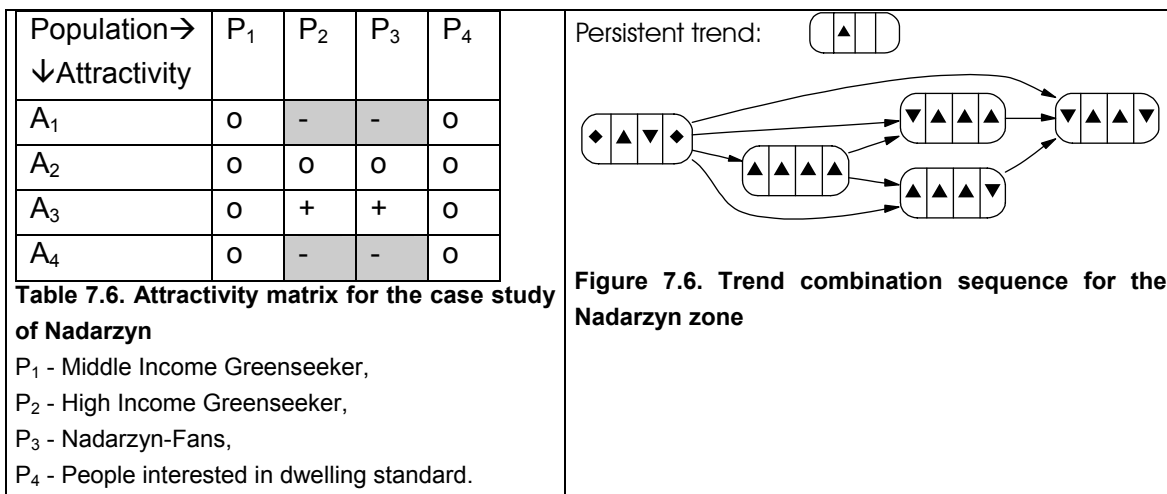 Population→ P₁ P₂ P₃ P₄
↓Attractivity
A₁ o - - o
A₂ o o o o
A₃ o + + o
A₄ o - - o
Table 7.6. Attractivity matrix for the case study
of Nadarzyn
P₁ - Middle Income Greenseeker,
P₂ - High Income Greenseeker,
P₃ - Nadarzyn-Fans,
P₄ - People interested in dwelling standard.
Persistent trend:
Figure 7.6. Trend combination sequence for the
Nadarzyn zone